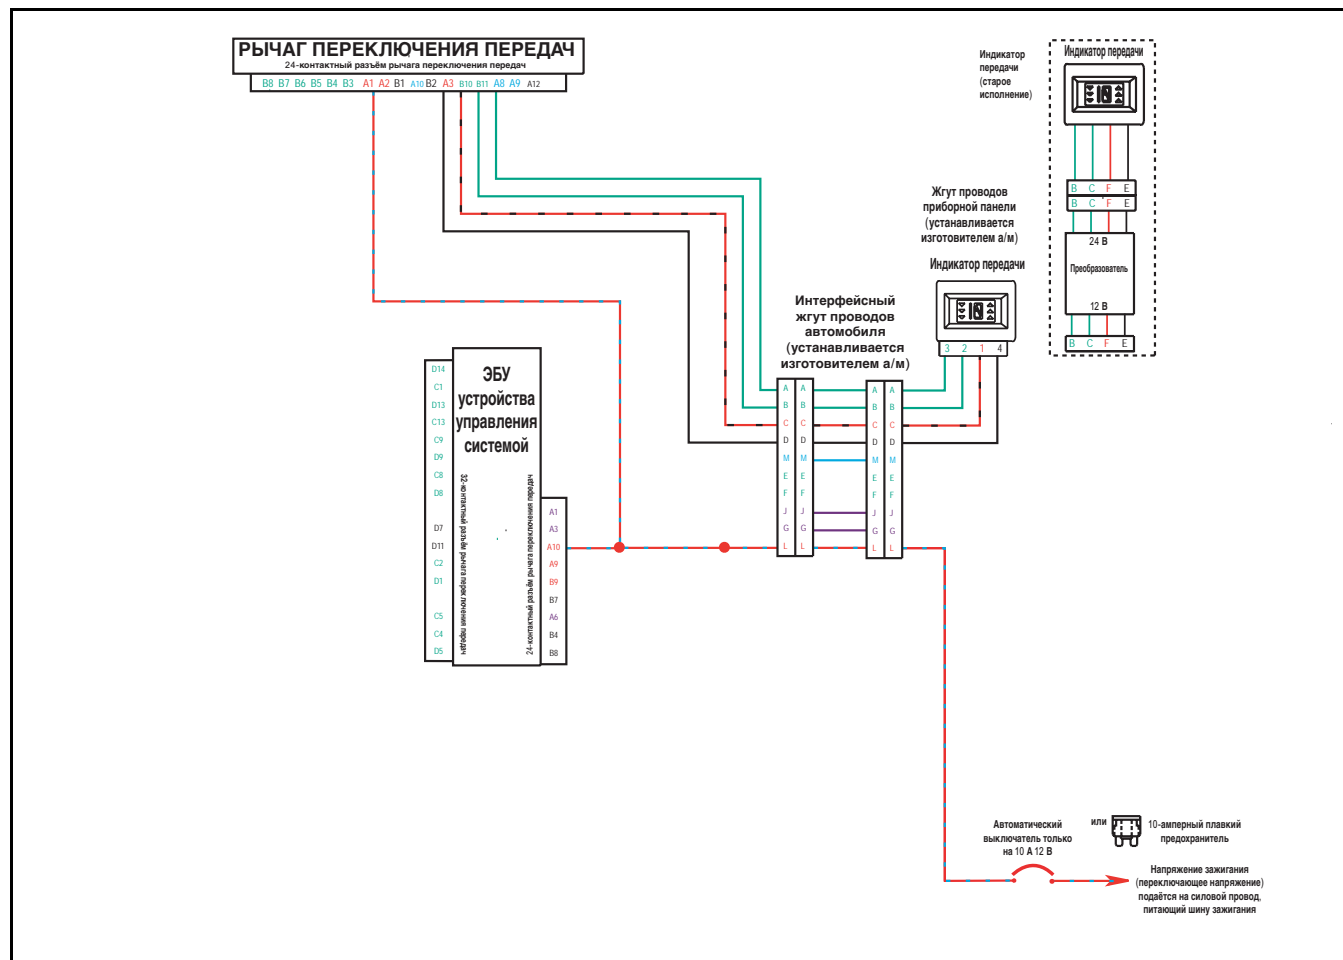 РЫЧАГ ПЕРЕКЛЮЧЕНИЯ ПЕРЕДАЧ
24-контактный разъём рычага переключения передач
B8 B7 B6 B5 B4 B3 A1 A2 B1 A10 B2 A3 B10 B11 A8 A9 A12
Индикатор
передачи
(старое
исполнение)
Индикатор передачи
B C F E
B C F E
24 В
Преобразователь
12 В
B C F E
Жгут проводов
приборной панели
(устанавливается
изготовителем а/м)
Индикатор передачи
3 2 1 4
Интерфейсный
жгут проводов
автомобиля
(устанавливается
изготовителем а/м)
A A A A
B B B B
C C C C
D D D D
M M M M
E E E E
F F F F
J J J J
G G G G
L L L L
ЭБУ
устройства
управления
системой
32-контактный разъём рычага переключения передач
24-контактный разъём рычага переключения передач
D14
C1
D13
C13
C9
D9
C8
D8
D7
D11
C2
D1
C5
C4
D5
A1
A3
A10
A9
B9
B7
A6
B4
B8
Автоматический
выключатель только
на 10 А 12 В
или
10-амперный плавкий
предохранитель
Напряжение зажигания
(переключающее напряжение)
подаётся на силовой провод,
питающий шину зажигания